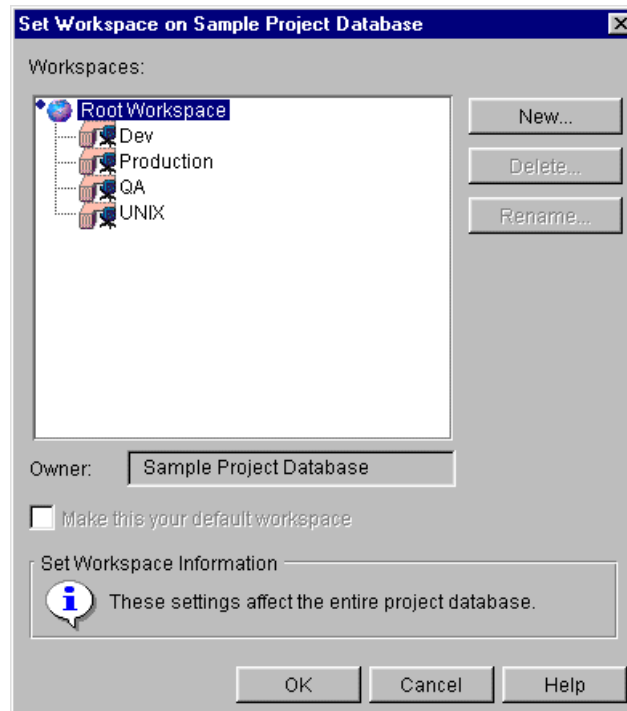 Set Workspace on Sample Project Database
Workspaces:
Root Workspace
Dev
Production
QA
UNIX
New...
Delete...
Rename...
Owner:
Sample Project Database
Make this your default workspace
Set Workspace Information
These settings affect the entire project database.
OK
Cancel
Help